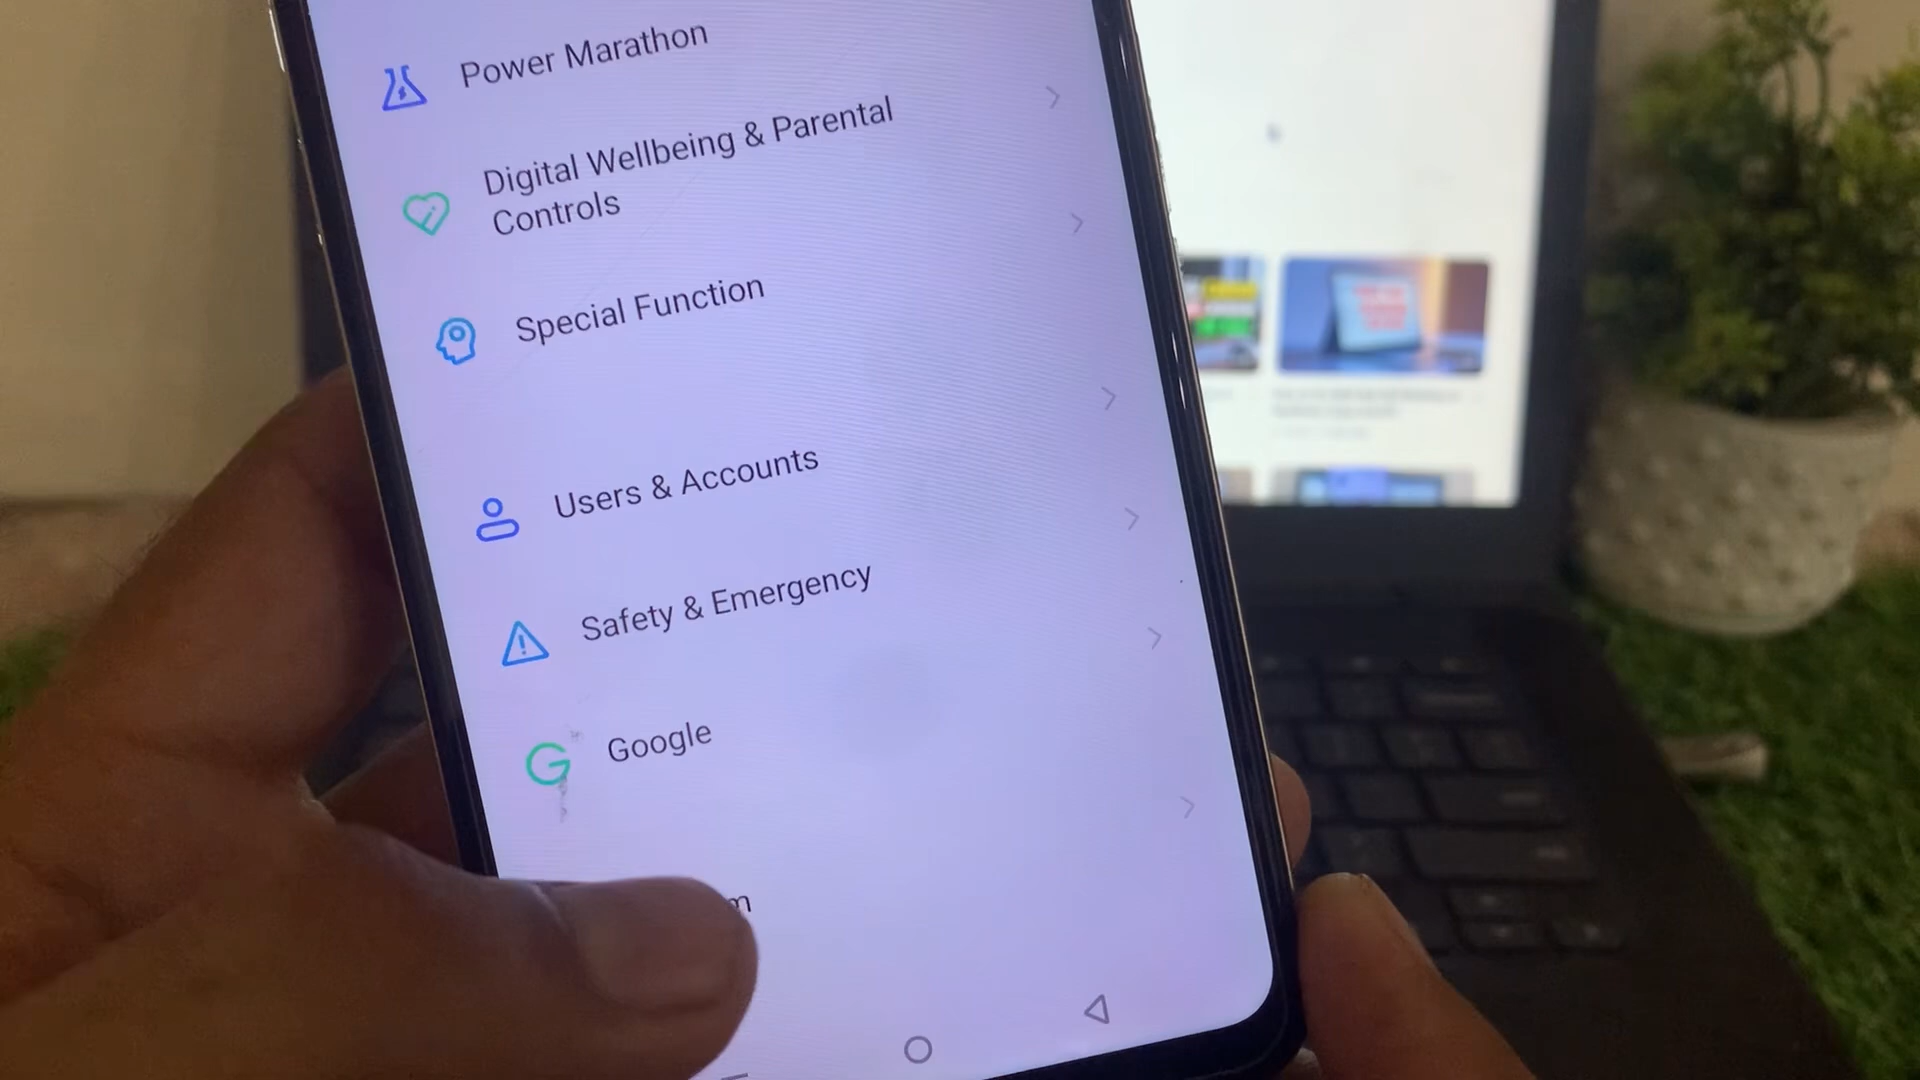 Power Marathon
Digital Wellbeing & Parental
Controls
Special Function
Users & Accounts
Safety & Emergency
Google